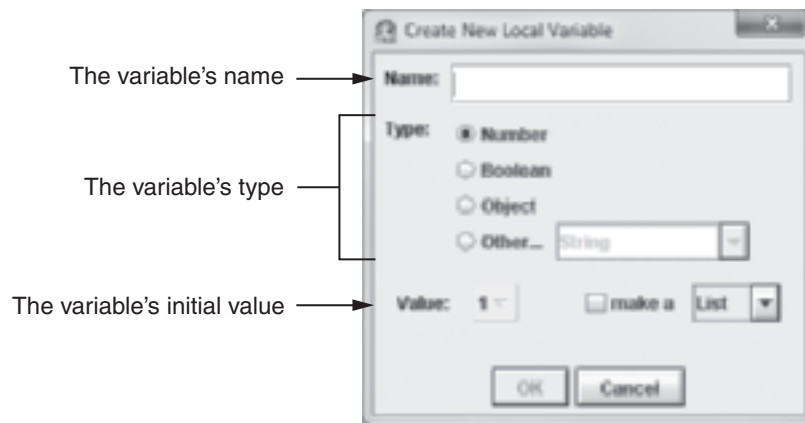 Create New Local Variable
The variable's name
Name:
Type:
Number
Boolean
The variable's type
Object
Other... String
The variable's initial value
Value: 1 make a List
OK Cancel